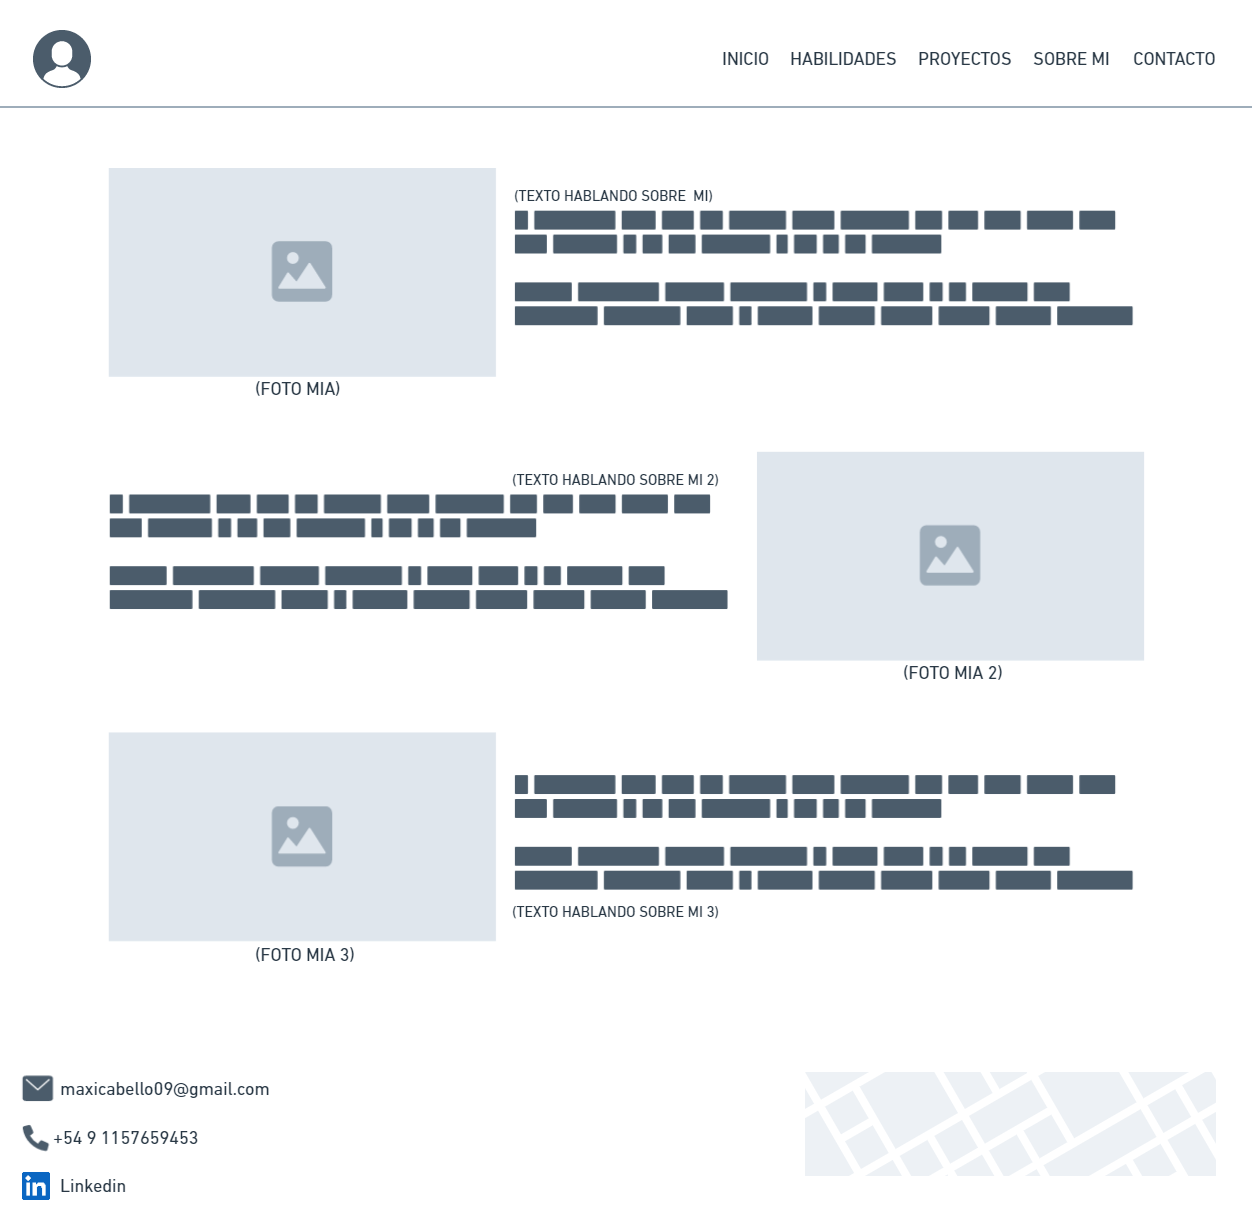 INICIO HABILIDADES PROYECTOS SOBRE MI CONTACTO
(TEXTO HABLANDO SOBRE  MI)
(FOTO MIA)
(TEXTO HABLANDO SOBRE MI 2)
(FOTO MIA 2)
(TEXTO HABLANDO SOBRE MI 3)
(FOTO MIA 3)
maxicabello09@gmail.com
+54 9 1157659453
in Linkedin